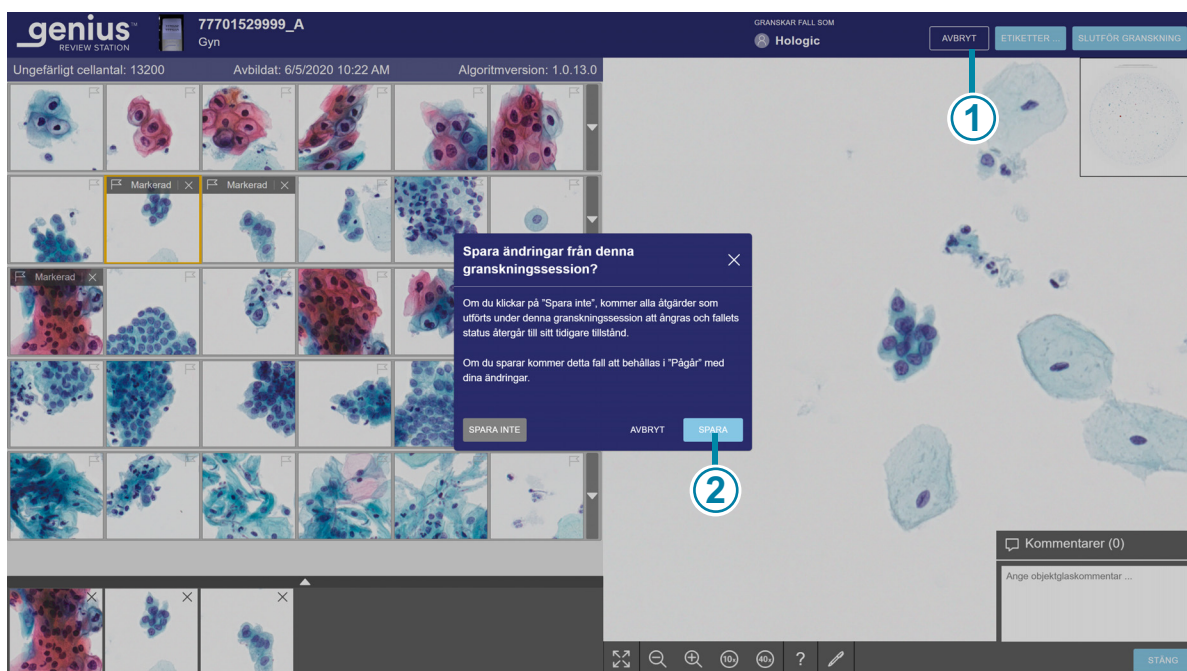 genius™
REVIEW STATION
77701529999_A
Gyn
GRANSKAR FALL SOM
Hologic
AVBRYT
ETIKETTER ...
SLUTFÖR GRANSKNING
Ungefärligt cellantal: 13200
Avbildat: 6/5/2020 10:22 AM
Algoritmversion: 1.0.13.0
1
Markerad
Markerad
Markerad
Spara ändringar från denna
granskningssession?
Om du klickar på "Spara inte", kommer alla åtgärder som
utförts under denna granskningssession att ångras och fallets
status återgår till sitt tidigare tillstånd.
Om du sparar kommer detta fall att behållas i "Pågår" med
dina ändringar.
SPARA INTE
AVBRYT
SPARA
2
Kommentarer (0)
Ange objektglaskommentar ...
10x
40x
?
STÄNG